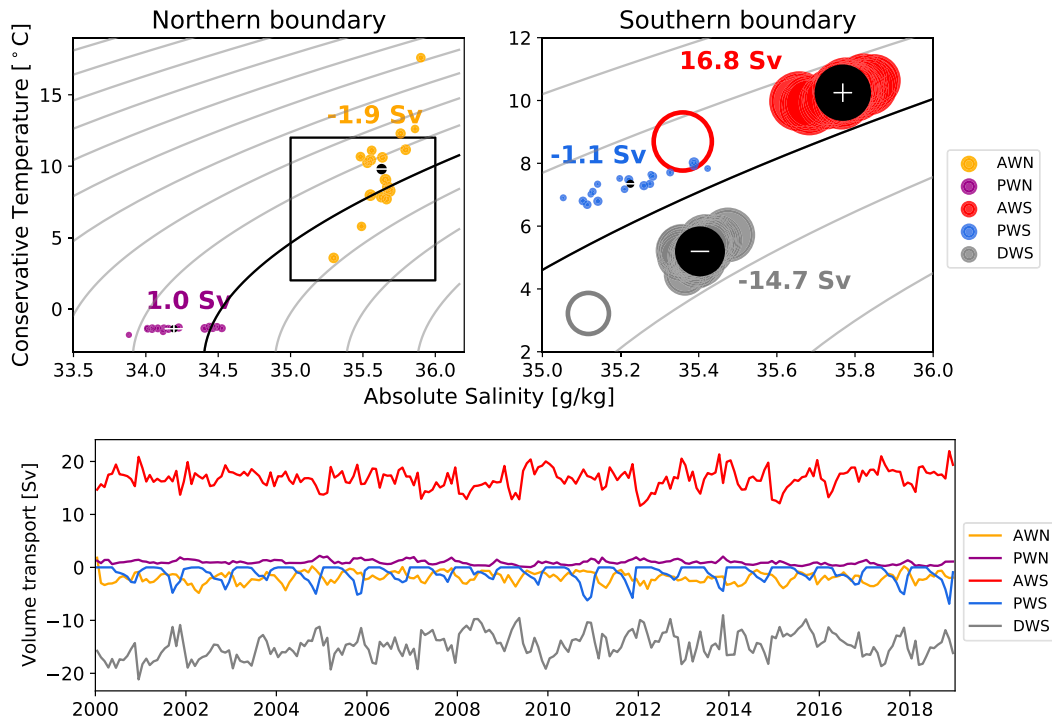 Northern boundary
Southern boundary
Conservative Temperature [°C]
15
10
5
0
-1.9 Sv
1.0 Sv
33.5 34.0 34.5 35.0 35.5 36.0
12
10
8
6
4
2
16.8 Sv
-1.1 Sv
-14.7 Sv
35.0 35.2 35.4 35.6 35.8 36.0
Absolute Salinity [g/kg]
AWN
PWN
AWS
PWS
DWS
Volume transport [Sv]
20
10
0
−10
−20
2000 2002 2004 2006 2008 2010 2012 2014 2016 2018
AWN
PWN
AWS
PWS
DWS